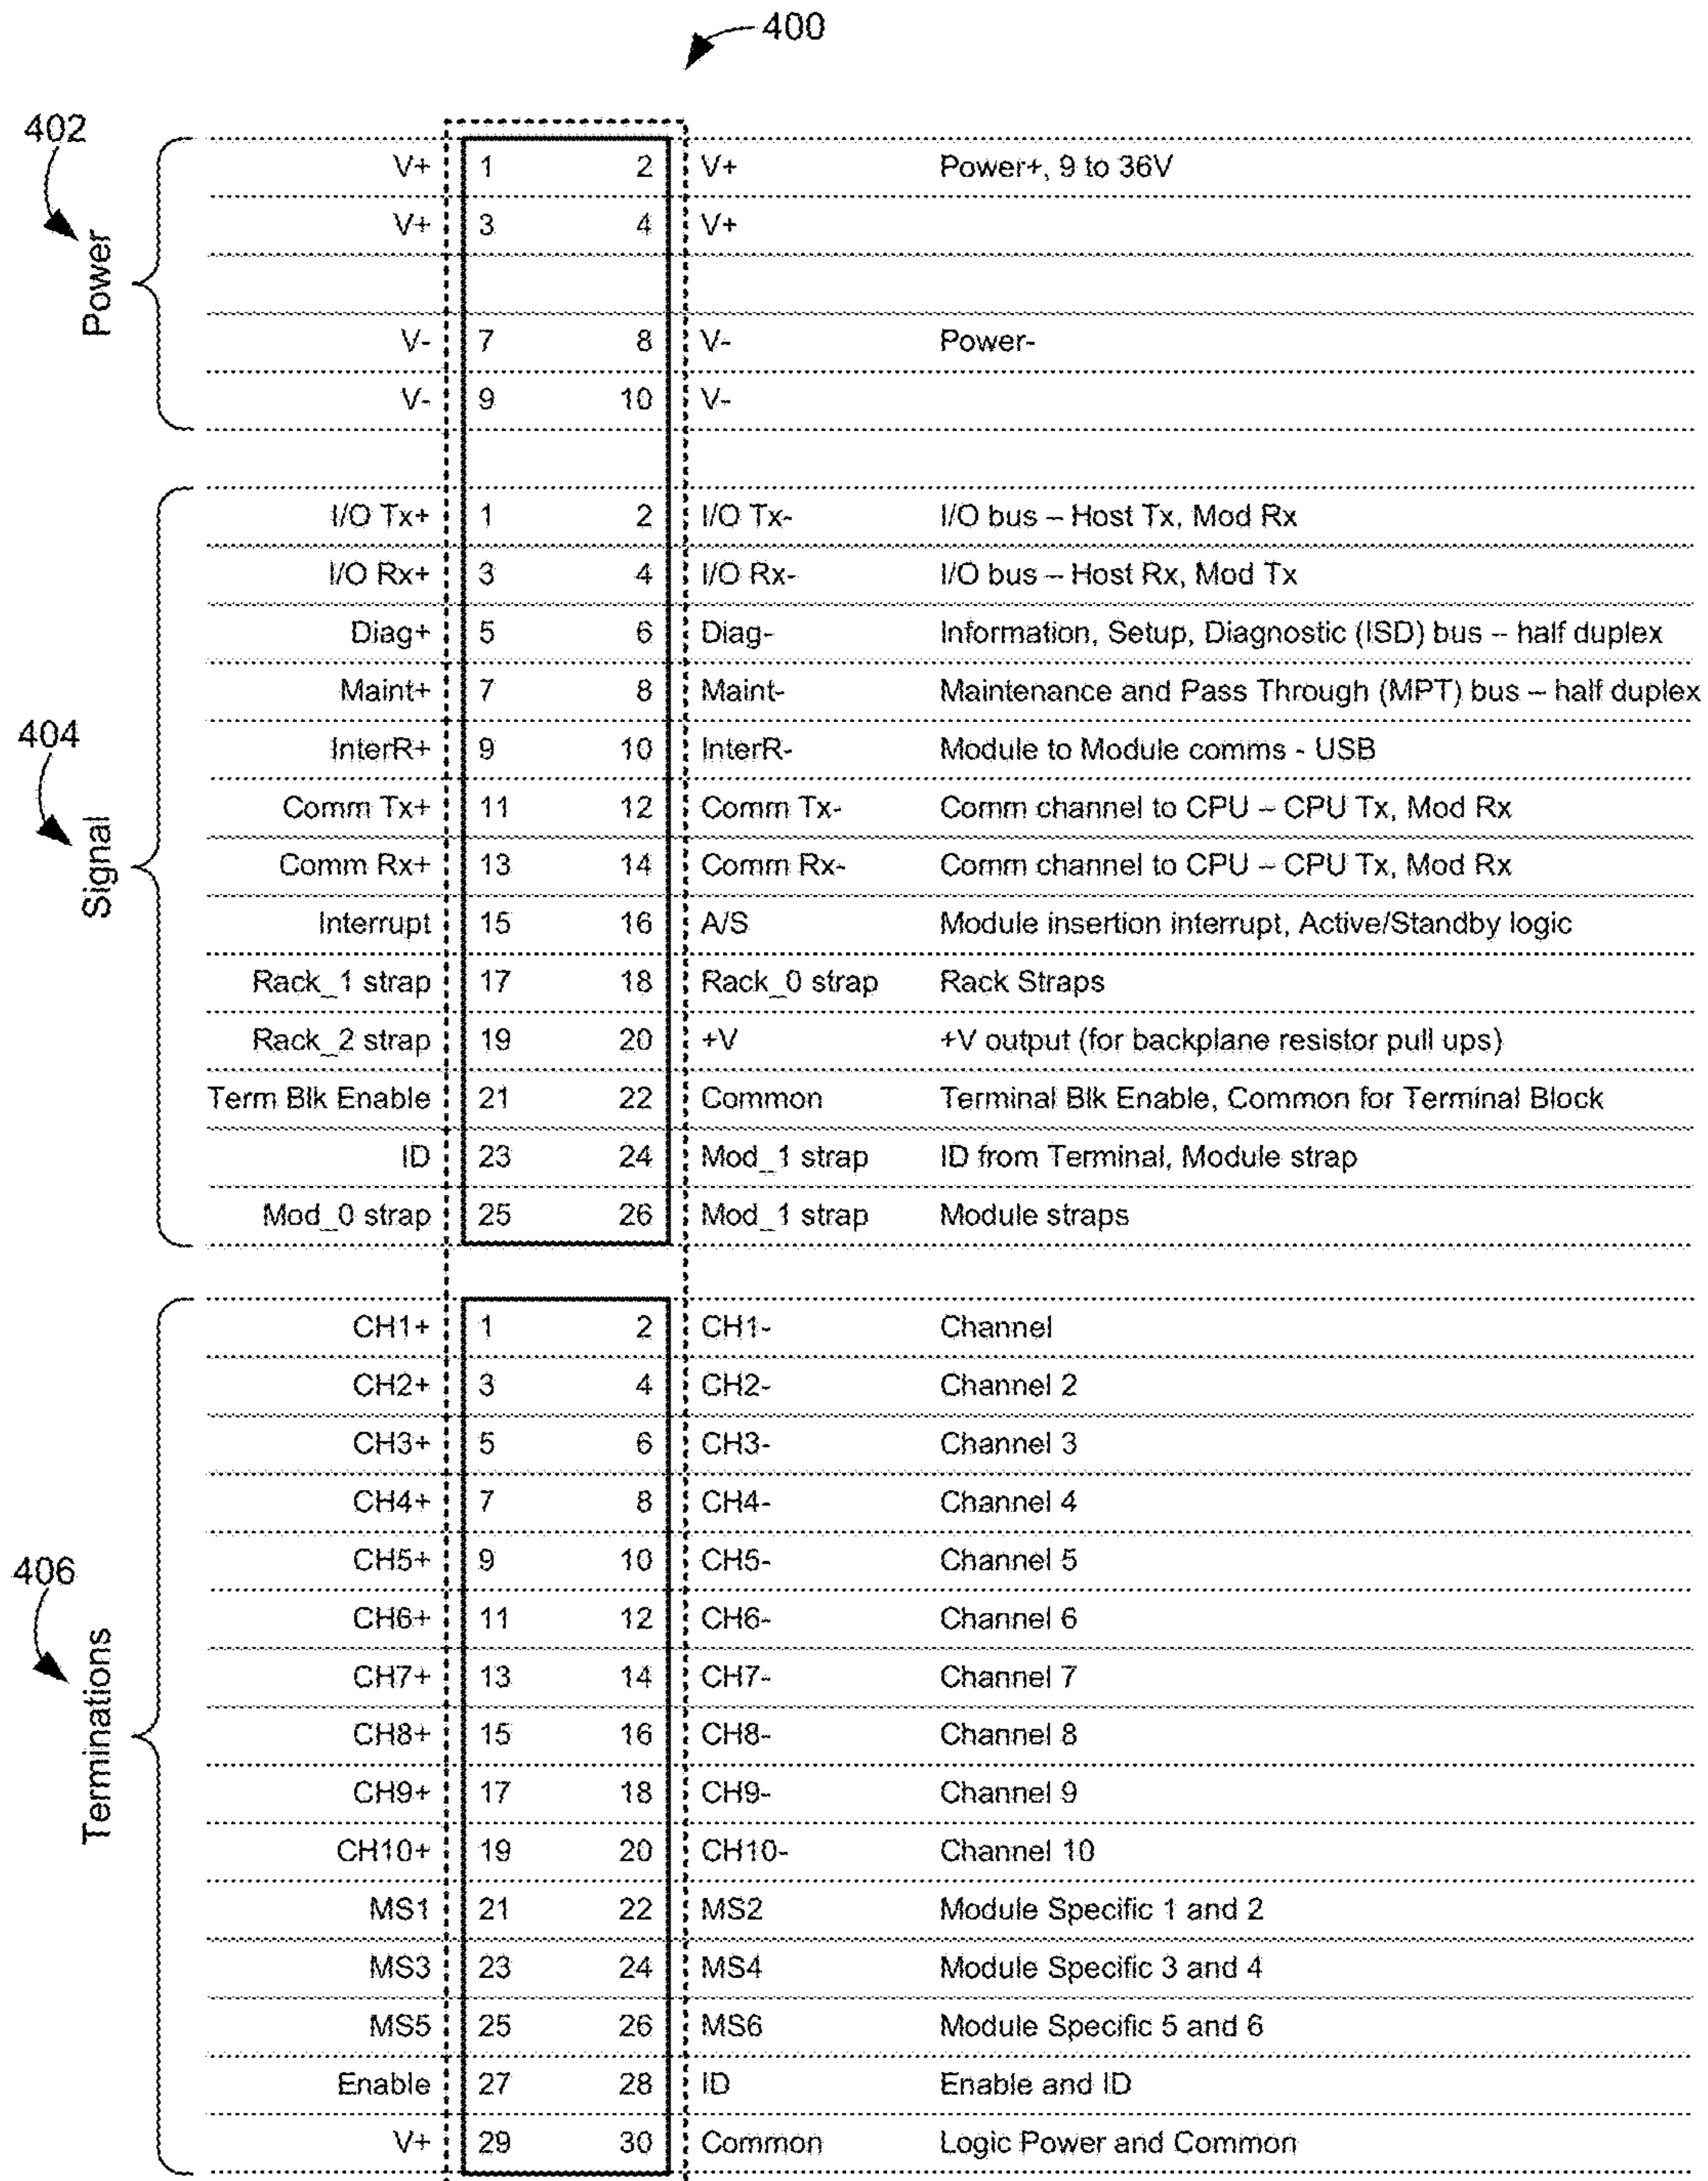 400
402
Power
V+ 1 2 V+ Power+, 9 to 36V
V+ 3 4 V+
V- 7 8 V- Power-
V- 9 10 V-
404
Signal
I/O Tx+ 1 2 I/O Tx- I/O bus – Host Tx, Mod Rx
I/O Rx+ 3 4 I/O Rx- I/O bus – Host Rx, Mod Tx
Diag+ 5 6 Diag- Information, Setup, Diagnostic (ISD) bus – half duplex
Maint+ 7 8 Maint- Maintenance and Pass Through (MPT) bus – half duplex
InterR+ 9 10 InterR- Module to Module comms - USB
Comm Tx+ 11 12 Comm Tx- Comm channel to CPU – CPU Tx, Mod Rx
Comm Rx+ 13 14 Comm Rx- Comm channel to CPU – CPU Tx, Mod Rx
Interrupt 15 16 A/S Module insertion interrupt, Active/Standby logic
Rack_1 strap 17 18 Rack_0 strap Rack Straps
Rack_2 strap 19 20 +V +V output (for backplane resistor pull ups)
Term Blk Enable 21 22 Common Terminal Blk Enable, Common for Terminal Block
ID 23 24 Mod_1 strap ID from Terminal, Module strap
Mod_0 strap 25 26 Mod_1 strap Module straps
406
Terminations
CH1+ 1 2 CH1- Channel
CH2+ 3 4 CH2- Channel 2
CH3+ 5 6 CH3- Channel 3
CH4+ 7 8 CH4- Channel 4
CH5+ 9 10 CH5- Channel 5
CH6+ 11 12 CH6- Channel 6
CH7+ 13 14 CH7- Channel 7
CH8+ 15 16 CH8- Channel 8
CH9+ 17 18 CH9- Channel 9
CH10+ 19 20 CH10- Channel 10
MS1 21 22 MS2 Module Specific 1 and 2
MS3 23 24 MS4 Module Specific 3 and 4
MS5 25 26 MS6 Module Specific 5 and 6
Enable 27 28 ID Enable and ID
V+ 29 30 Common Logic Power and Common